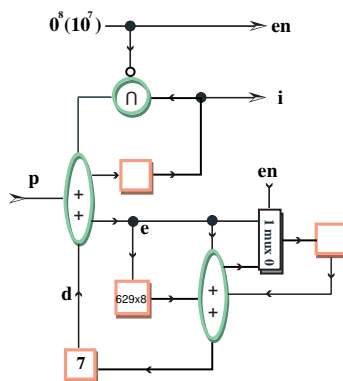 0⁸(10⁷) en
∩ i
p
+
+
en
e
1 mux 0
d
629x8
+
+
7